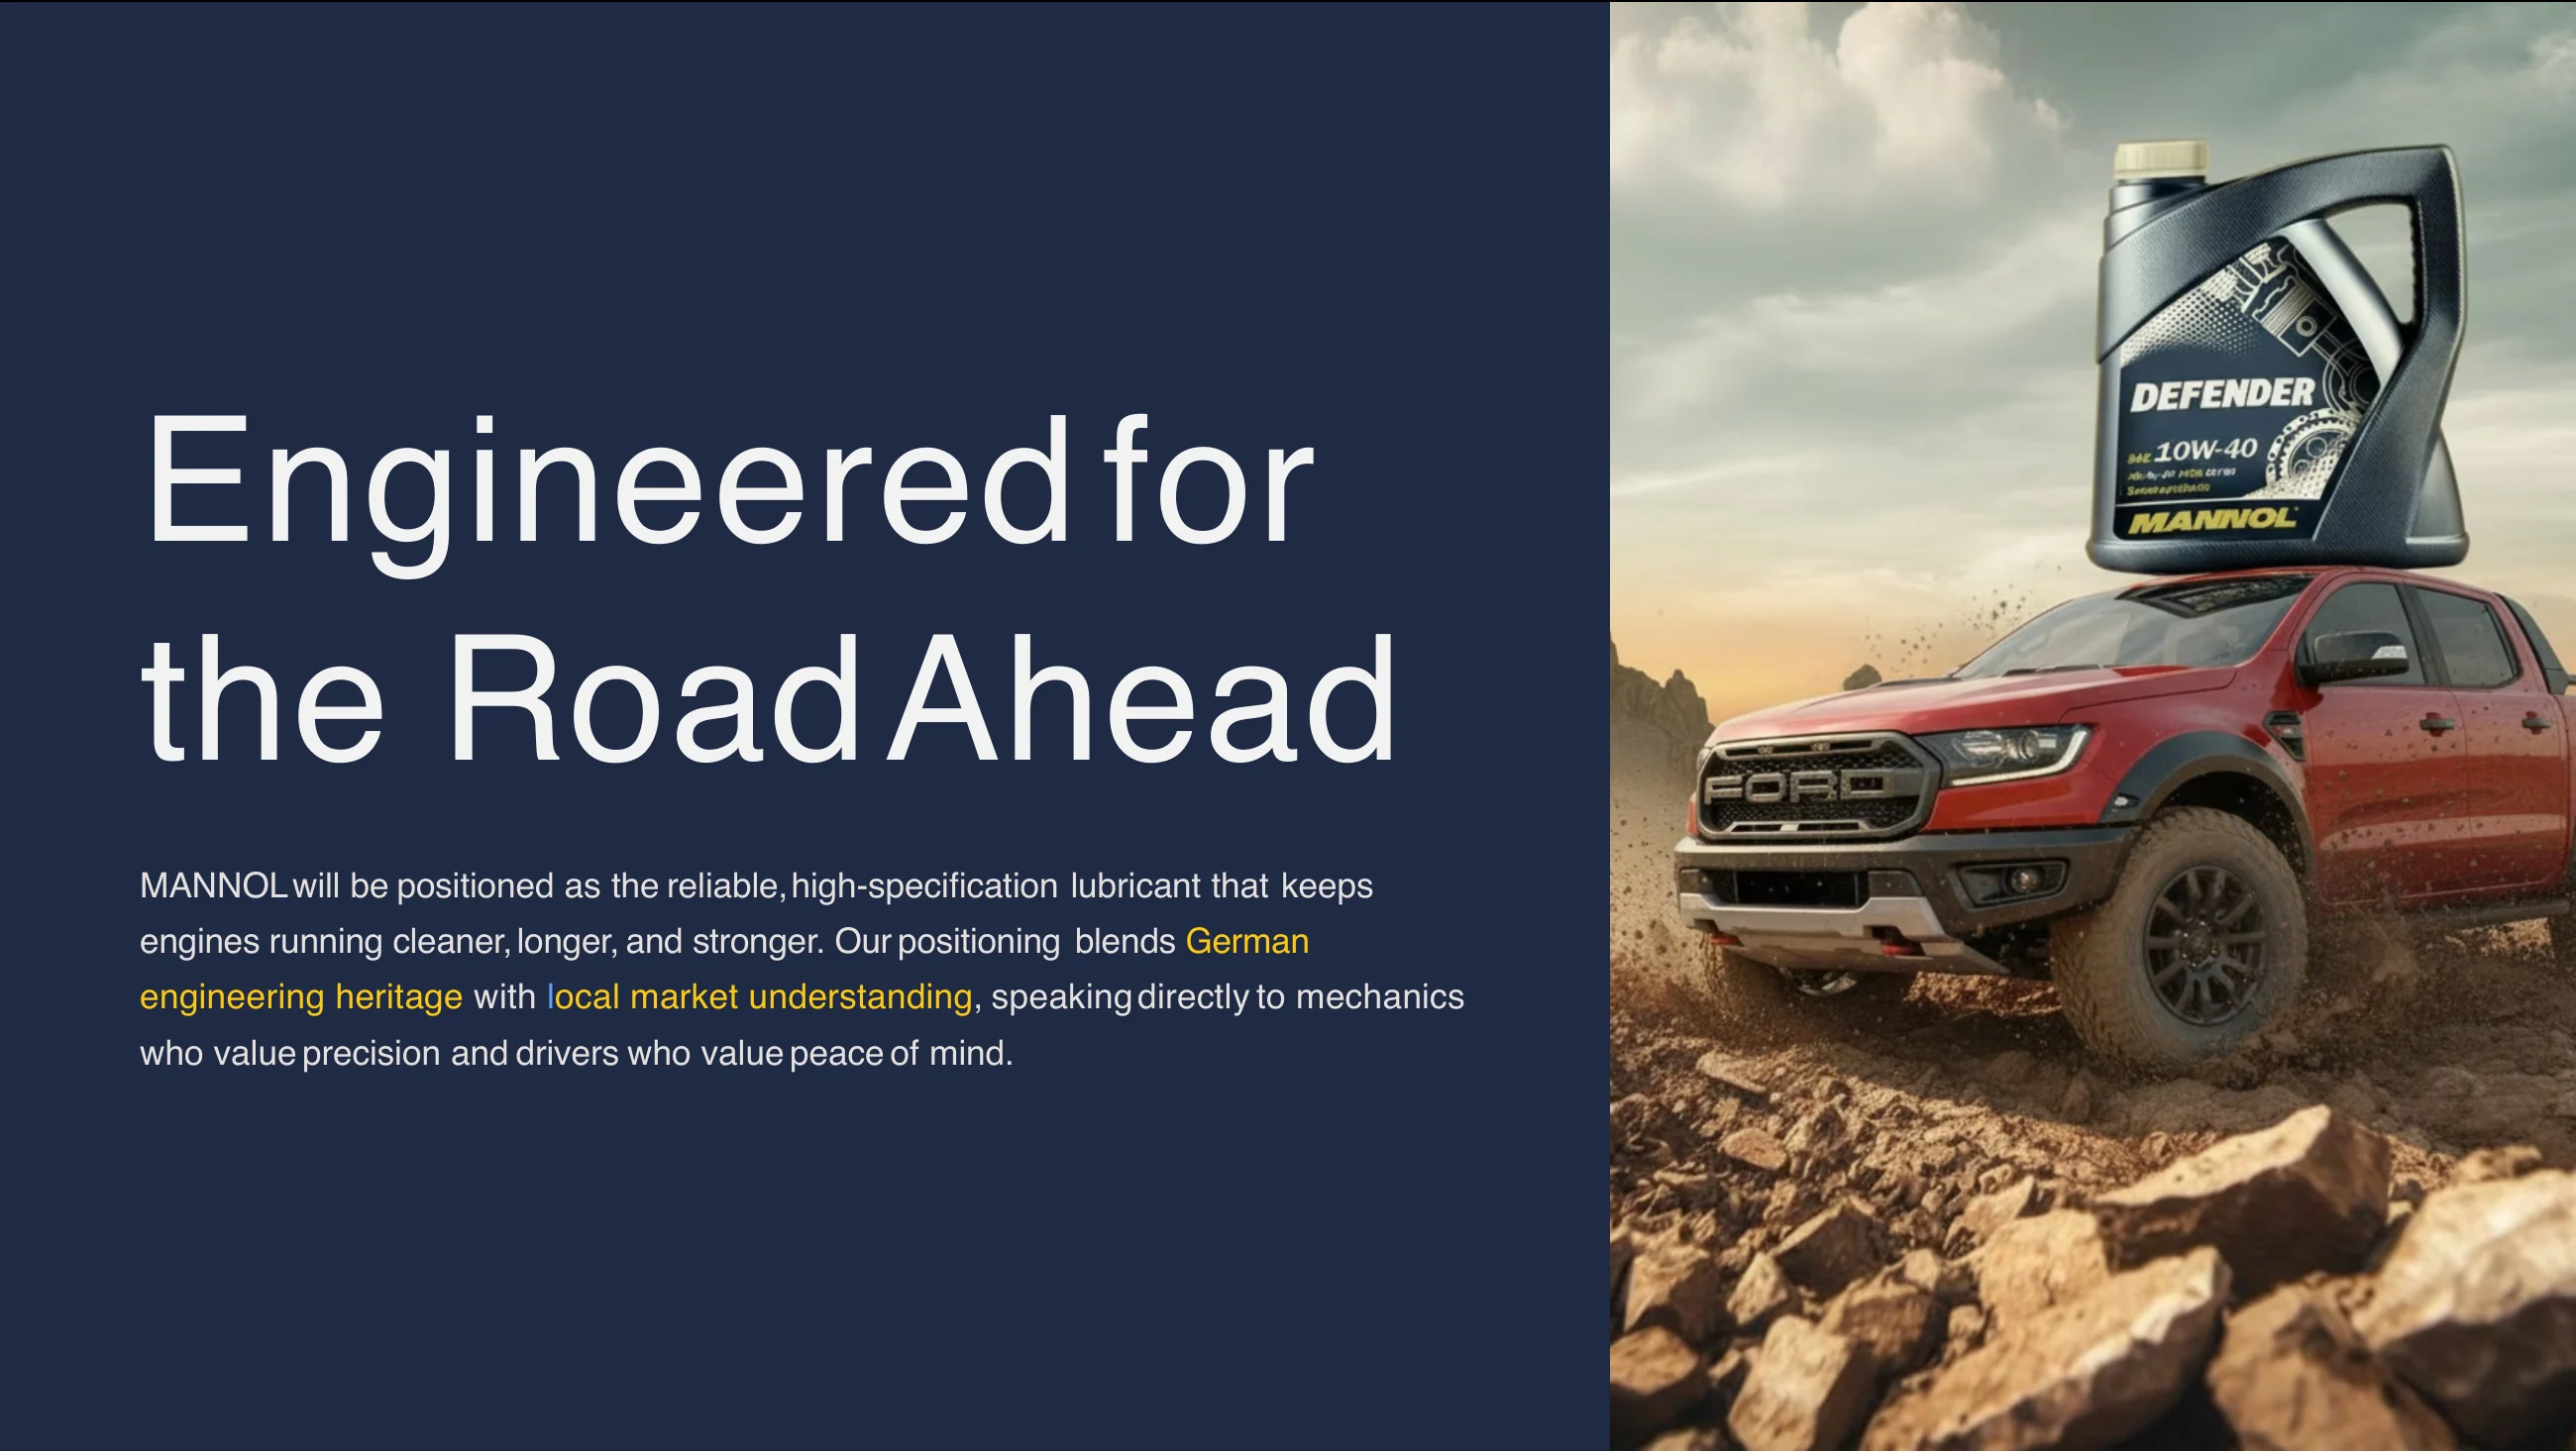 Engineered for
the Road Ahead
MANNOL will be positioned as the reliable, high-specification lubricant that keeps
engines running cleaner, longer, and stronger. Our positioning blends German
engineering heritage with local market understanding, speaking directly to mechanics
who value precision and drivers who value peace of mind.
DEFENDER
SAE 10W-40
MANNOL
FORD